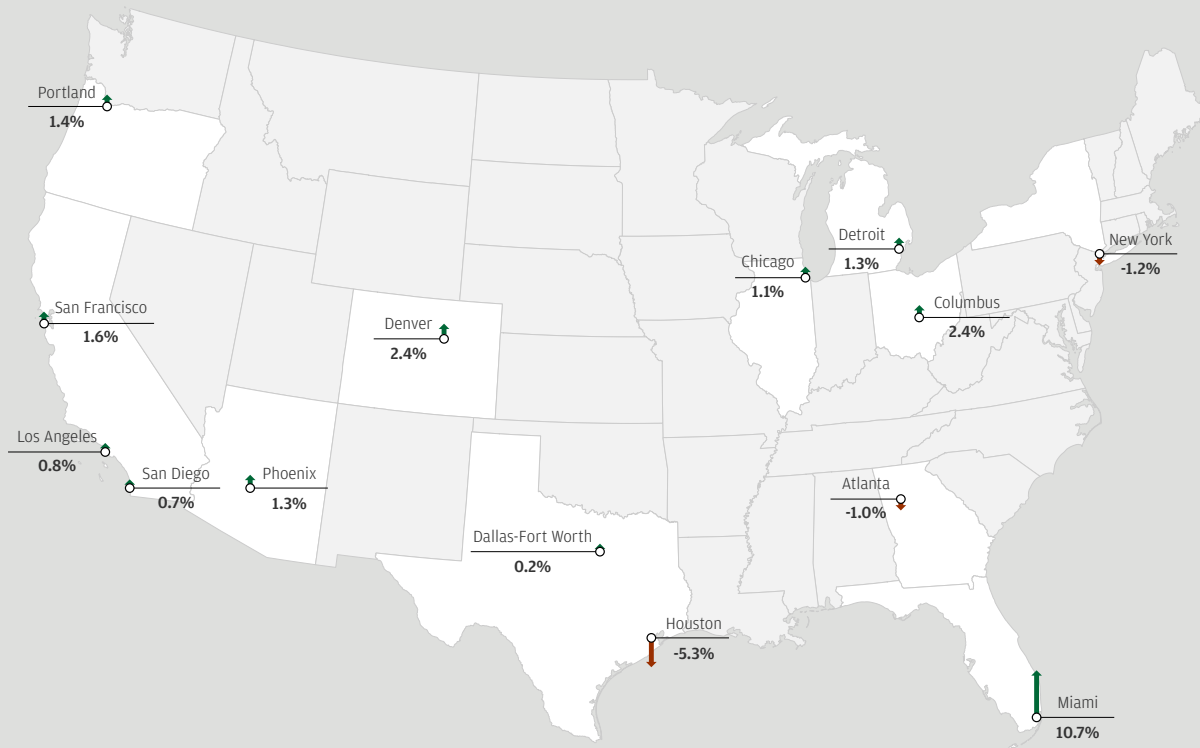 Portland
1.4%
Detroit
1.3%
New York
-1.2%
Chicago
1.1%
San Francisco
1.6%
Denver
2.4%
Columbus
2.4%
Los Angeles
0.8%
San Diego
0.7%
Phoenix
1.3%
Atlanta
-1.0%
Dallas-Fort Worth
0.2%
Houston
-5.3%
Miami
10.7%